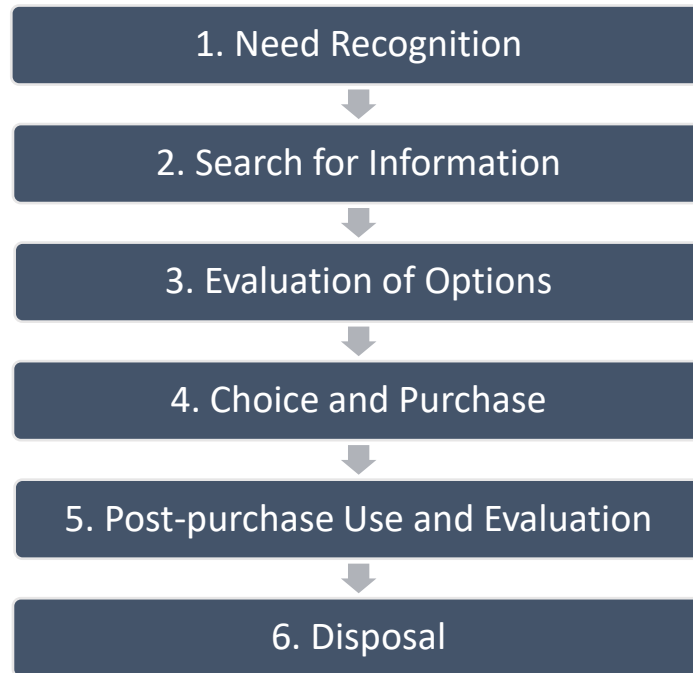 1. Need Recognition
2. Search for Information
3. Evaluation of Options
4. Choice and Purchase
5. Post-purchase Use and Evaluation
6. Disposal